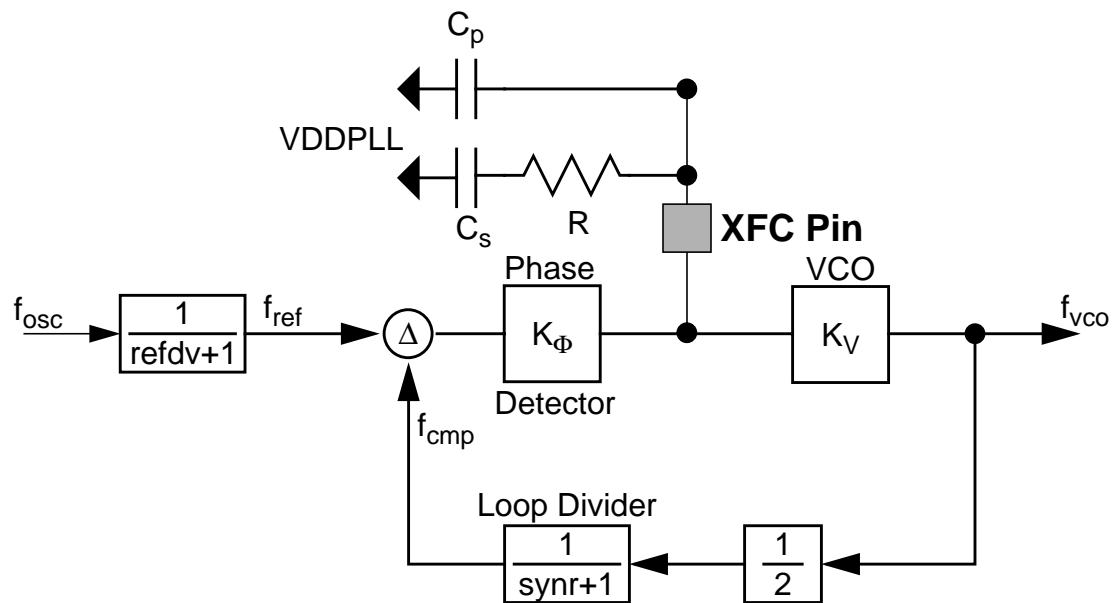 Cp
VDDPLL
Cs
R
XFC Pin
Phase
VCO
fosc
1
refdv+1
fref
Δ
KΦ
KV
fvco
Detector
fcmp
Loop Divider
1
synr+1
1
2